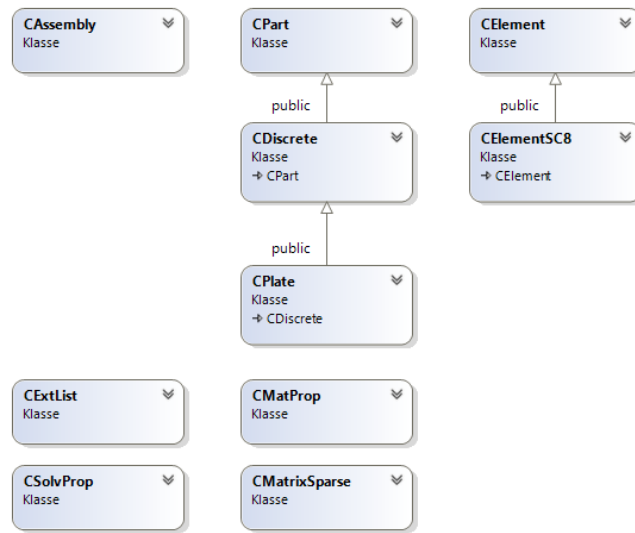 CAssembly
Klasse
CPart
Klasse
CElement
Klasse
public
public
CDiscrete
Klasse
CPart
CElementSC8
Klasse
CElement
public
CPlate
Klasse
CDiscrete
CExtList
Klasse
CMatProp
Klasse
CSolvProp
Klasse
CMatrixSparse
Klasse